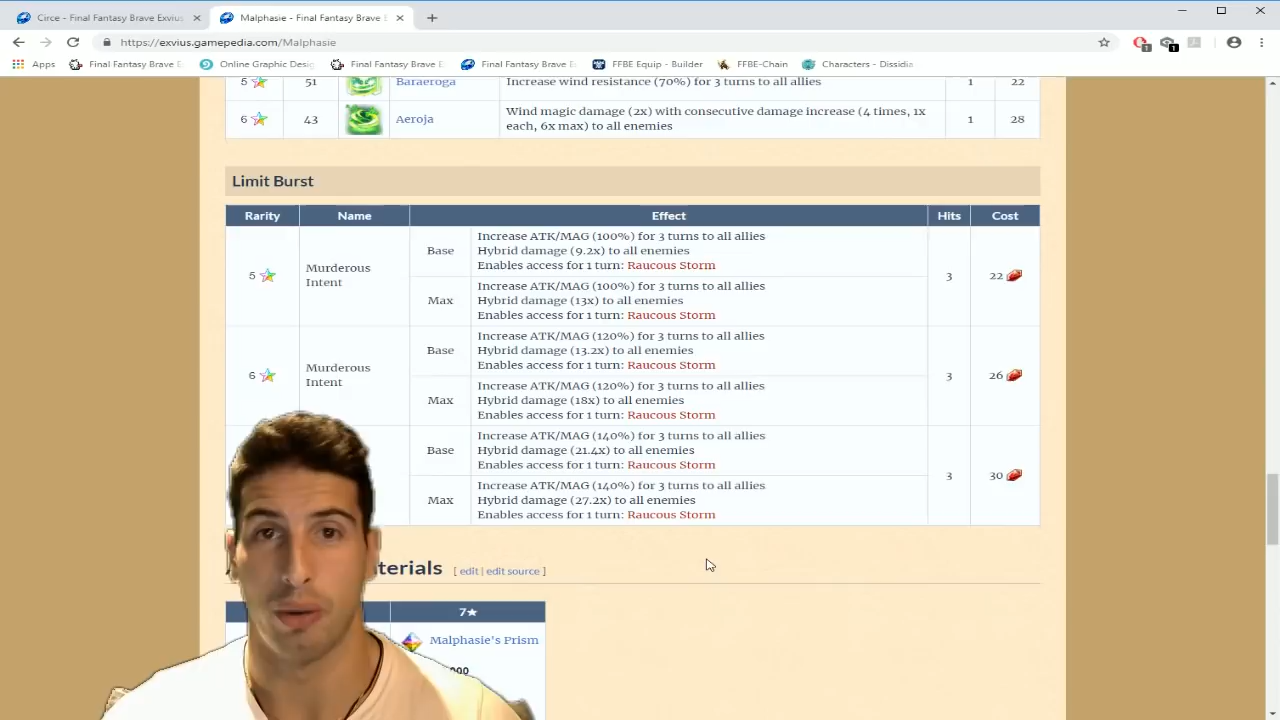 Circe - Final Fantasy Brave Exvius
Malphasie - Final Fantasy Brave E
https://exvius.gamepedia.com/Malphasie
Apps
Final Fantasy Brave E
Online Graphic Desi
Final Fantasy Brave E
Final Fantasy Brave E
FFBE Equip - Builder
FFBE-Chain
Characters - Dissidia
5 51 Baraeroga Increase wind resistance (70%) for 3 turns to all allies 1 22
6 43 Aeroja Wind magic damage (2x) with consecutive damage increase (4 times, 1x
each, 6x max) to all enemies 1 28
Limit Burst
Rarity Name Effect Hits Cost
5 Murderous Intent 3 22
Base
Increase ATK/MAG (100%) for 3 turns to all allies
Hybrid damage (9.2x) to all enemies
Enables access for 1 turn: Raucous Storm
Max
Increase ATK/MAG (100%) for 3 turns to all allies
Hybrid damage (13x) to all enemies
Enables access for 1 turn: Raucous Storm
6 Murderous Intent 3 26
Base
Increase ATK/MAG (120%) for 3 turns to all allies
Hybrid damage (13.2x) to all enemies
Enables access for 1 turn: Raucous Storm
Max
Increase ATK/MAG (120%) for 3 turns to all allies
Hybrid damage (18x) to all enemies
Enables access for 1 turn: Raucous Storm
3 30
Base
Increase ATK/MAG (140%) for 3 turns to all allies
Hybrid damage (21.4x) to all enemies
Enables access for 1 turn: Raucous Storm
Max
Increase ATK/MAG (140%) for 3 turns to all allies
Hybrid damage (27.2x) to all enemies
Enables access for 1 turn: Raucous Storm
terials [ edit | edit source ]
7★
Malphasie's Prism